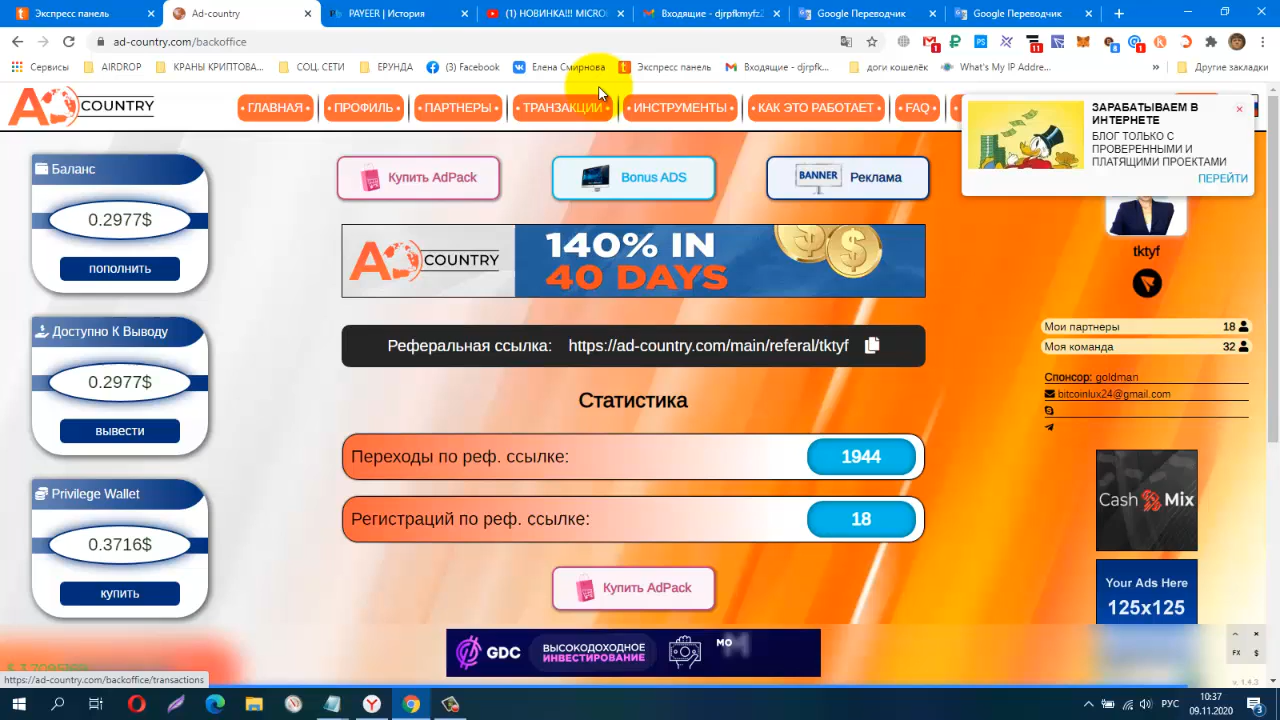 Экспресс панель
Ad-country
PAYEER | История
(1) НОВИНКА!!! MICRO
Входящие - djrpfkmyfz.
Google Переводчик
Google Переводчик
ad-country.com/backoffice
Сервисы
AIRDROP
КРАНЫ КРИПТОВА...
СОЦ. СЕТИ
ЕРУНДА
(3) Facebook
Елена Смирнова
Экспресс панель
Входящие - djrpfk...
доги кошелёк
What's My IP Addre...
»
Другие закладки
COUNTRY
• ГЛАВНАЯ •
• ПРОФИЛЬ •
• ПАРТНЕРЫ •
• ТРАНЗАКЦИИ •
• ИНСТРУМЕНТЫ •
• КАК ЭТО РАБОТАЕТ •
• FAQ •
ЗАРАБАТЫВАЕМ В
ИНТЕРНЕТЕ
БЛОГ ТОЛЬКО С
ПРОВЕРЕННЫМИ И
ПЛАТЯЩИМИ ПРОЕКТАМИ
ПЕРЕЙТИ
Баланс
0.2977$
пополнить
Доступно К Выводу
0.2977$
вывести
Privilege Wallet
0.3716$
купить
Купить AdPack
Bonus ADS
BANNER
Реклама
COUNTRY
140% IN
40 DAYS
Реферальная ссылка: https://ad-country.com/main/referal/tktyf
Статистика
Переходы по реф. ссылке: 1944
Регистраций по реф. ссылке: 18
Купить AdPack
tktyf
Мои партнеры 18
Моя команда 32
Спонсор: goldman
bitcoinlux24@gmail.com
Cash Mix
Your Ads Here
125x125
GDC
ВЫСОКОДОХОДНОЕ
ИНВЕСТИРОВАНИЕ
FX $
v. 1.4.3
https://ad-country.com/backoffice/transactions
РУС
10:37
09.11.2020